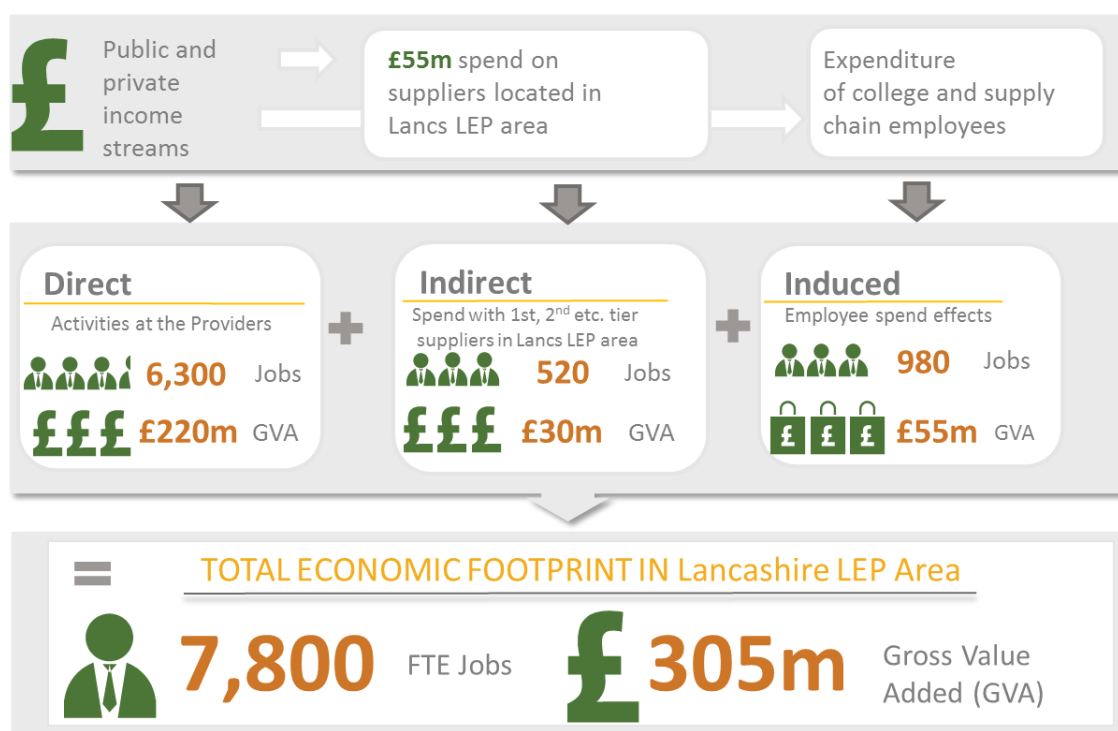 £
Public and
private
income
streams
£55m spend on
suppliers located in
Lancs LEP area
Expenditure
of college and supply
chain employees
Direct
Activities at the Providers
6,300 Jobs
£££ £220m GVA
+
Indirect
Spend with 1st, 2nd etc. tier
suppliers in Lancs LEP area
520 Jobs
£££ £30m GVA
+
Induced
Employee spend effects
980 Jobs
£ £ £ £55m GVA
=
TOTAL ECONOMIC FOOTPRINT IN Lancashire LEP Area
7,800 FTE Jobs
£305m Gross Value
Added (GVA)